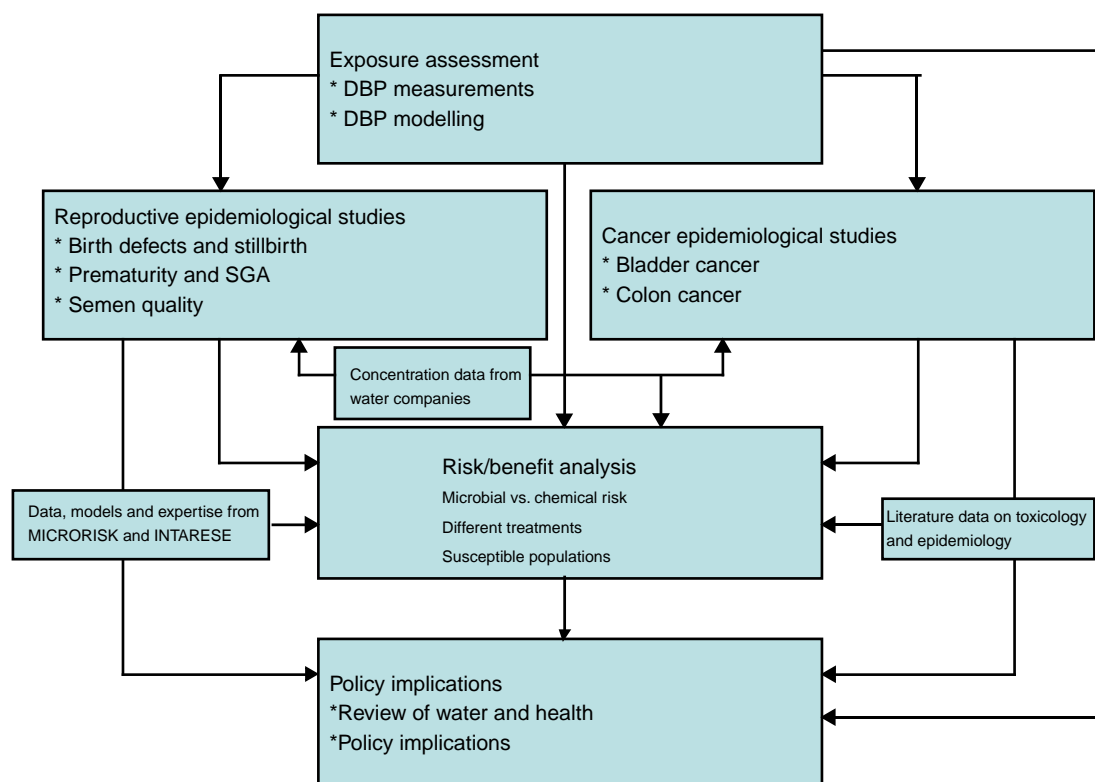 Exposure assessment
* DBP measurements
* DBP modelling
Reproductive epidemiological studies
* Birth defects and stillbirth
* Prematurity and SGA
* Semen quality
Cancer epidemiological studies
* Bladder cancer
* Colon cancer
Concentration data from
water companies
Risk/benefit analysis
Microbial vs. chemical risk
Different treatments
Susceptible populations
Data, models and expertise from
MICRORISK and INTARESE
Literature data on toxicology
and epidemiology
Policy implications
*Review of water and health
*Policy implications